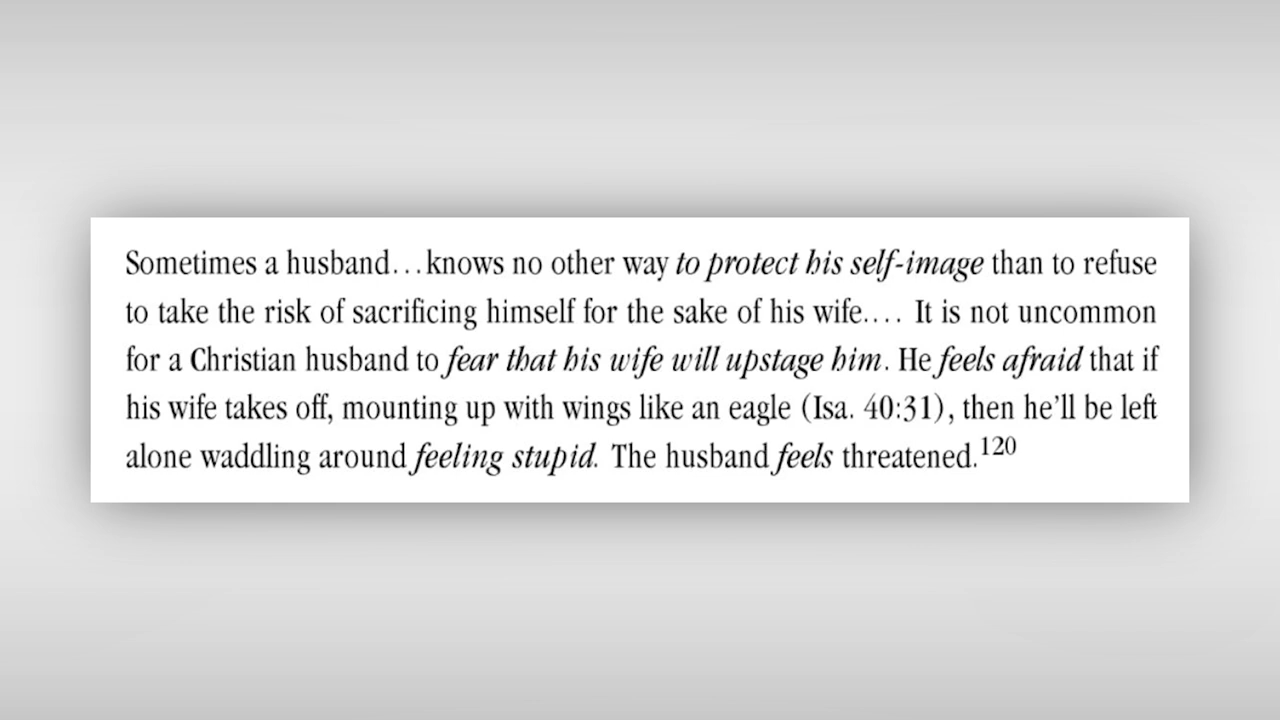 Sometimes a husband…knows no other way to protect his self-image than to refuse
to take the risk of sacrificing himself for the sake of his wife.… It is not uncommon
for a Christian husband to fear that his wife will upstage him. He feels afraid that if
his wife takes off, mounting up with wings like an eagle (Isa. 40:31), then he’ll be left
alone waddling around feeling stupid. The husband feels threatened.120